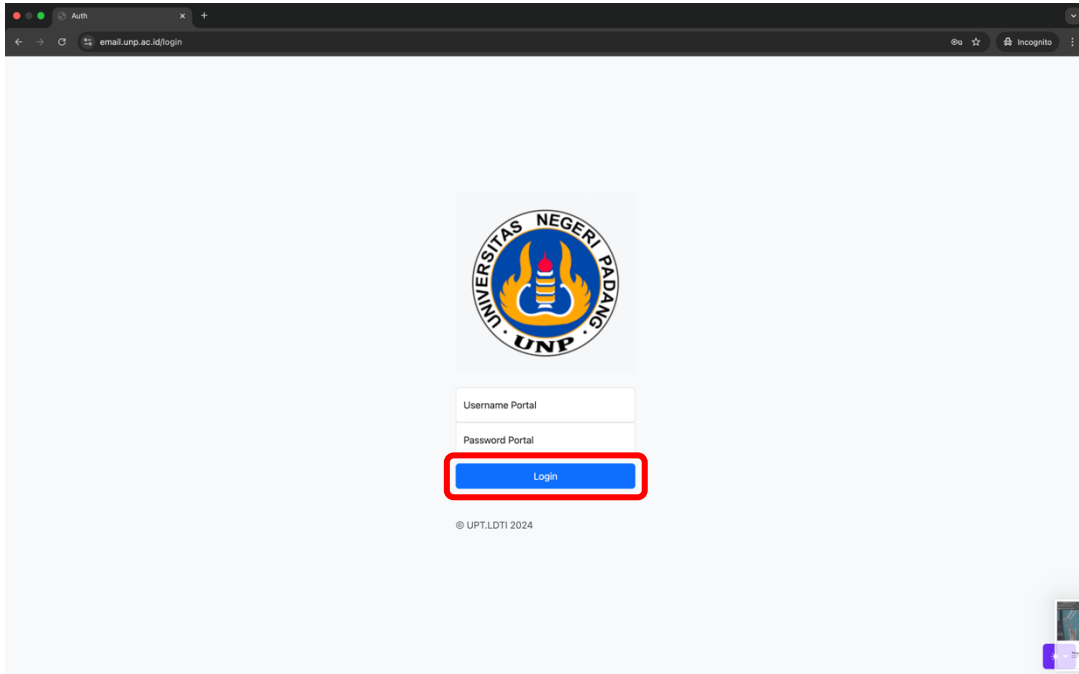 Auth
email.unp.ac.id/login
Incognito
UNIVERSITAS NEGERI PADANG
UNP
Username Portal
Password Portal
Login
© UPT.LDTI 2024